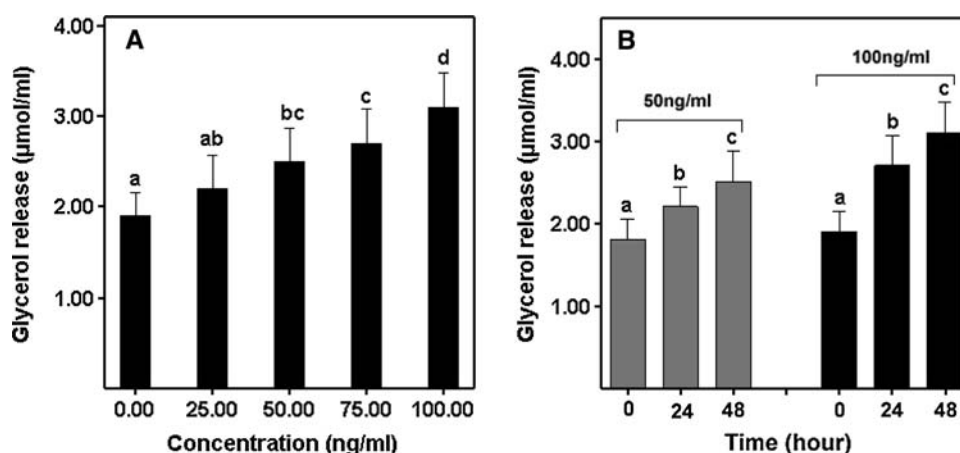 A
Glycerol release (µmol/ml)
4.00
3.00
2.00
1.00
a
ab
bc
c
d
0.00 25.00 50.00 75.00 100.00
Concentration (ng/ml)
B
Glycerol release (µmol/ml)
4.00
3.00
2.00
1.00
50ng/ml
100ng/ml
a
b
c
a
b
c
0 24 48 0 24 48
Time (hour)